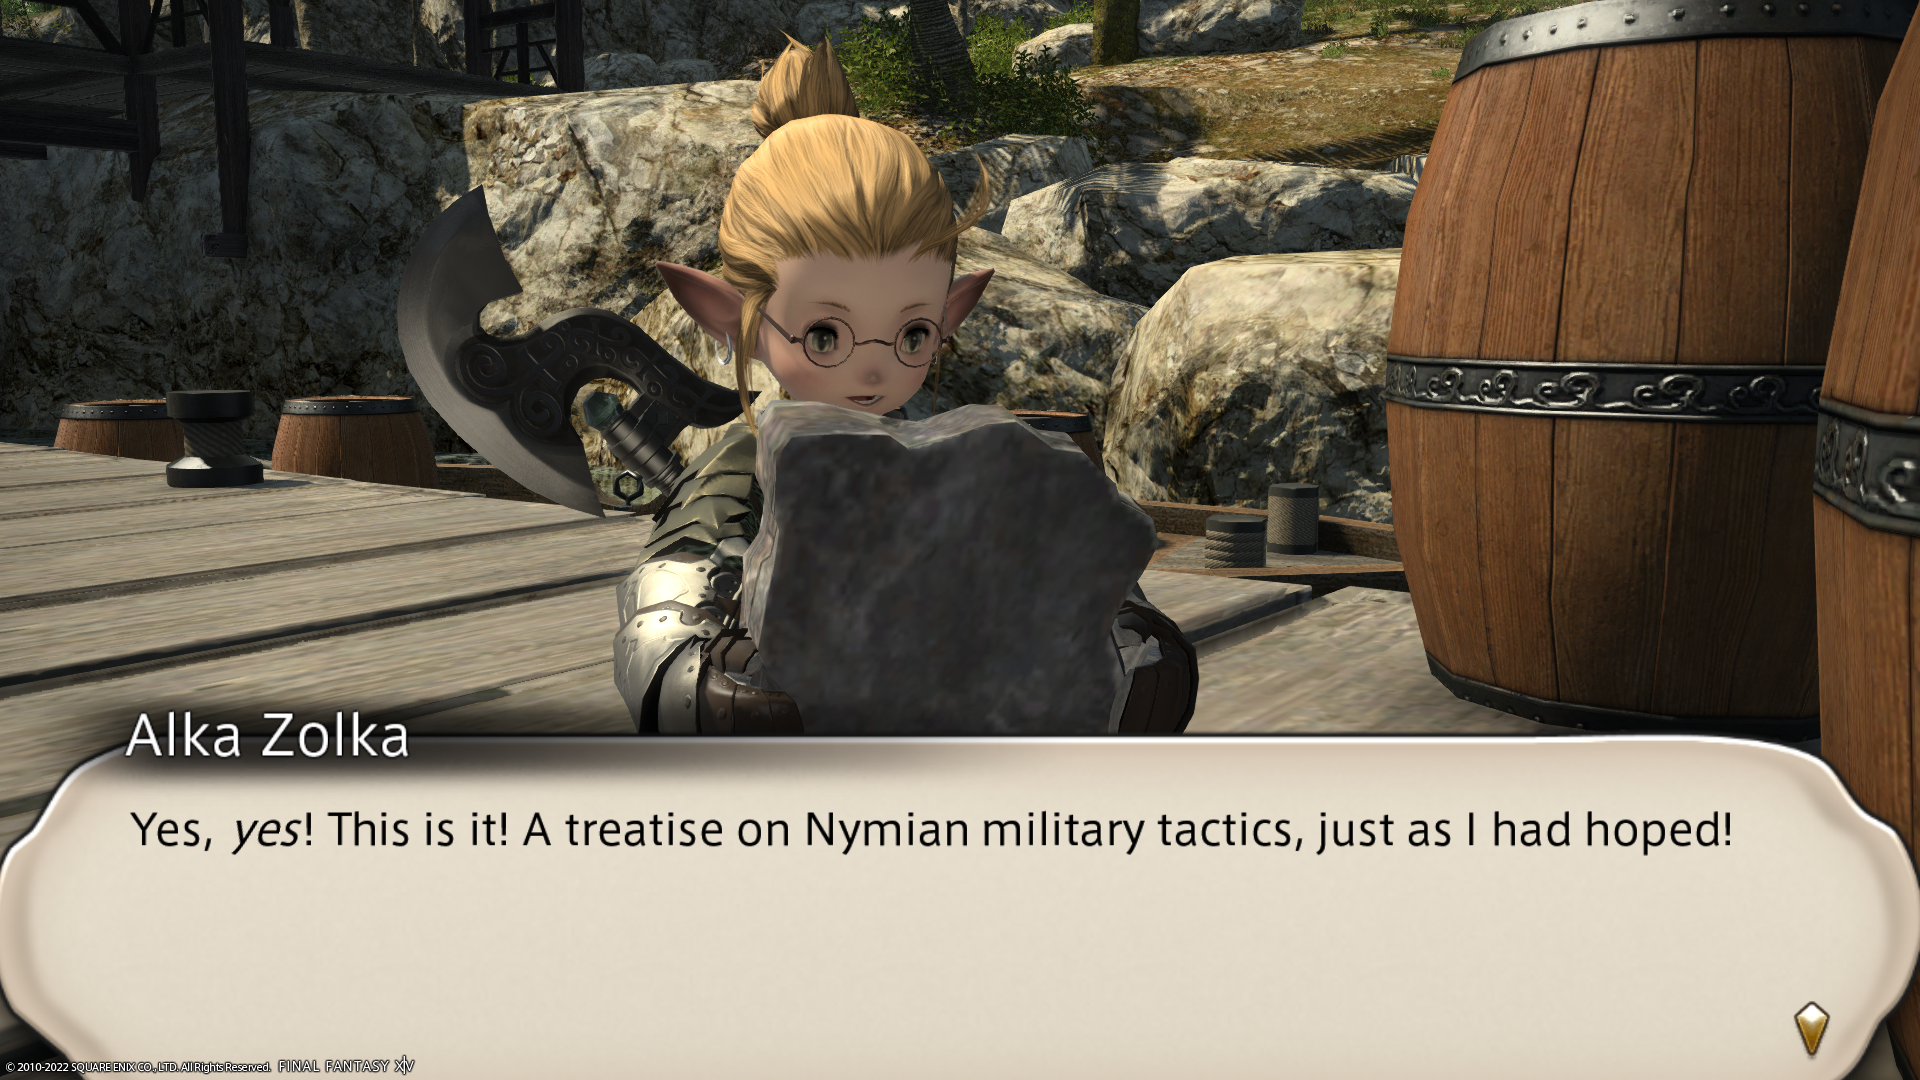 Alka Zolka
Yes, yes! This is it! A treatise on Nymian military tactics, just as I had hoped!
© 2010-2022 SQUARE ENIX CO., LTD. All Rights Reserved. FINAL FANTASY XIV